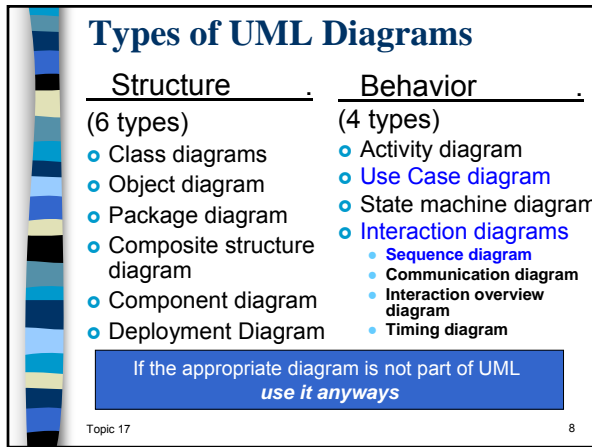 Types of UML Diagrams
Structure .
(6 types)
Class diagrams
Object diagram
Package diagram
Composite structure
diagram
Component diagram
Deployment Diagram
Behavior .
(4 types)
Activity diagram
Use Case diagram
State machine diagram
Interaction diagrams
Sequence diagram
Communication diagram
Interaction overview
diagram
Timing diagram
If the appropriate diagram is not part of UML
use it anyways
Topic 17
8